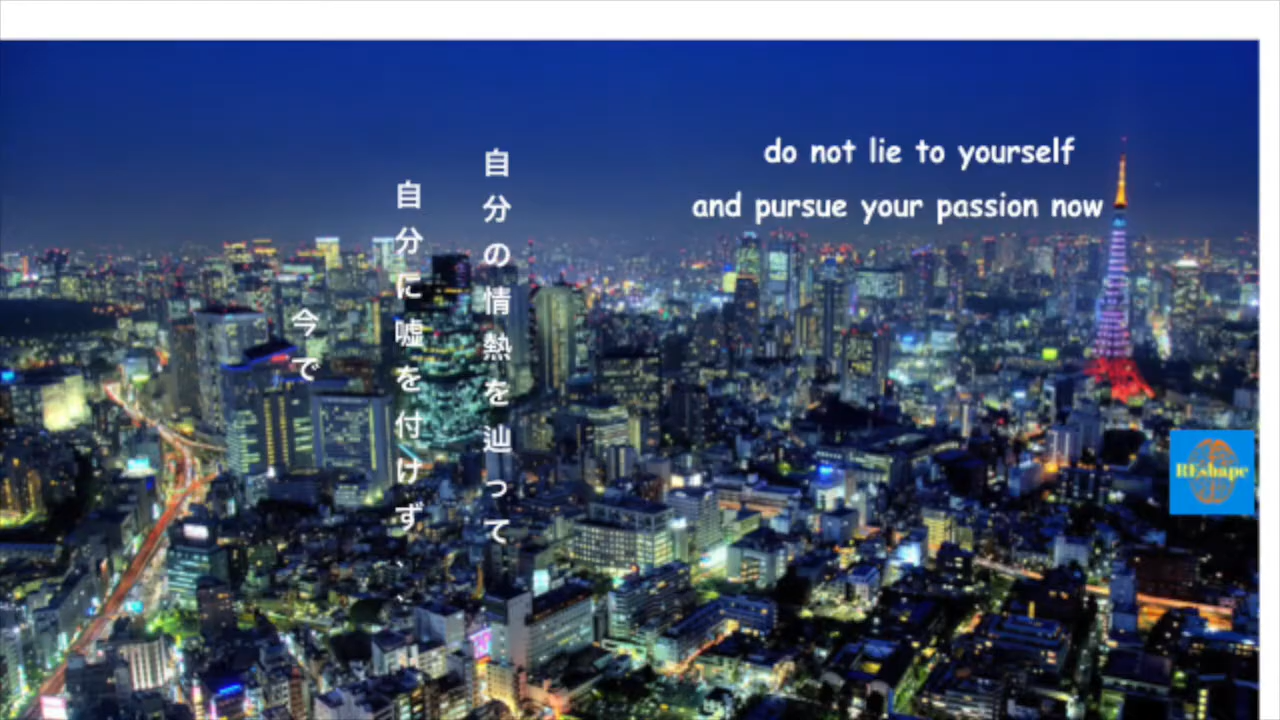 do not lie to yourself
and pursue your passion now
自分の情熱を辿って
自分に嘘を付けず
今で
REshape